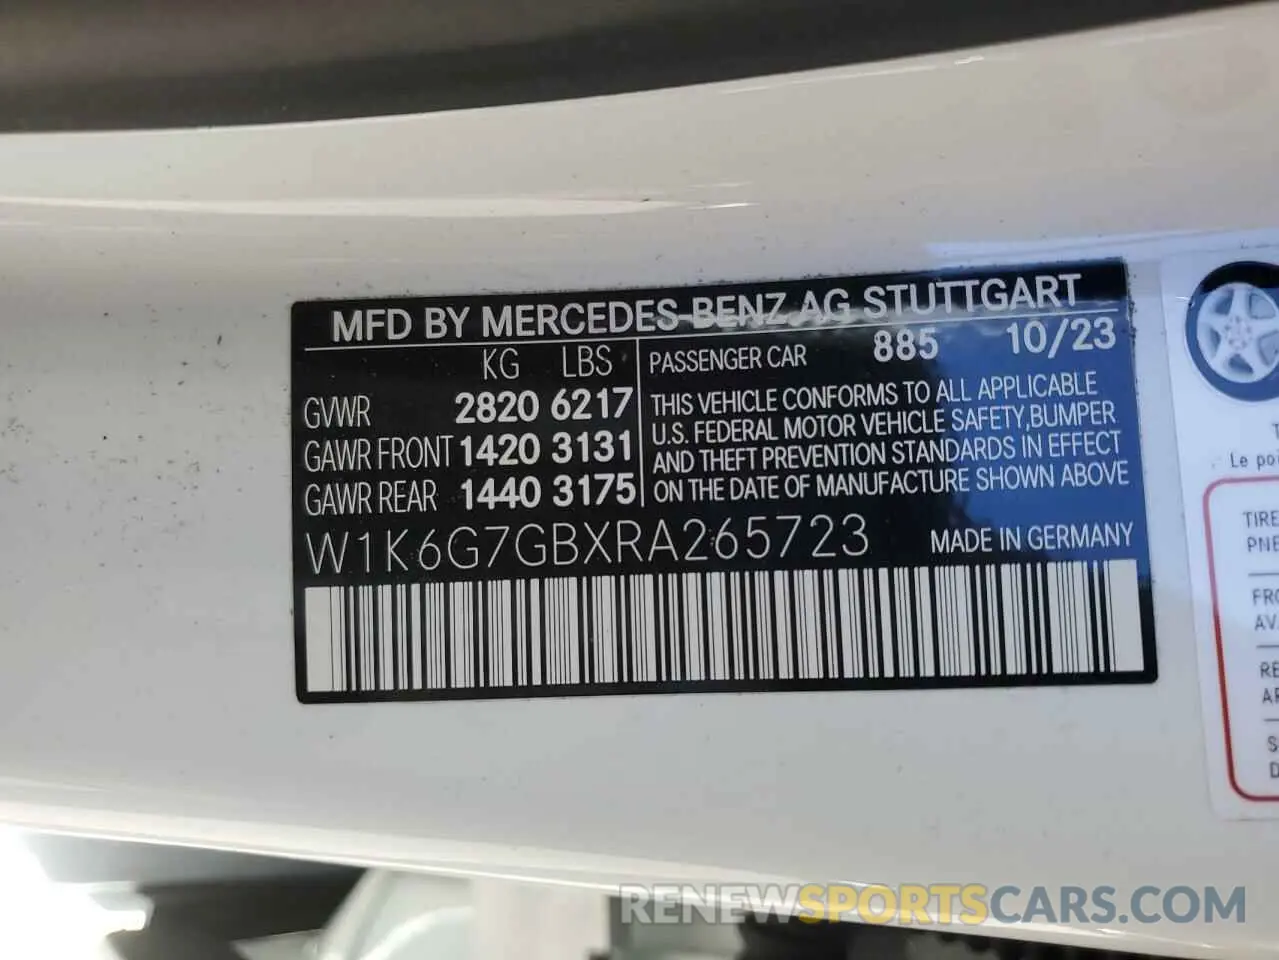 MFD BY MERCEDES-BENZ AG STUTTGART
KG LBS
GVWR 2820 6217
GAWR FRONT 1420 3131
GAWR REAR 1440 3175
PASSENGER CAR 885 10/23
THIS VEHICLE CONFORMS TO ALL APPLICABLE
U.S. FEDERAL MOTOR VEHICLE SAFETY, BUMPER
AND THEFT PREVENTION STANDARDS IN EFFECT
ON THE DATE OF MANUFACTURE SHOWN ABOVE
W1K6G7GBXRA265723 MADE IN GERMANY
Le
TIRE
RENEWSPORTSCARS.COM